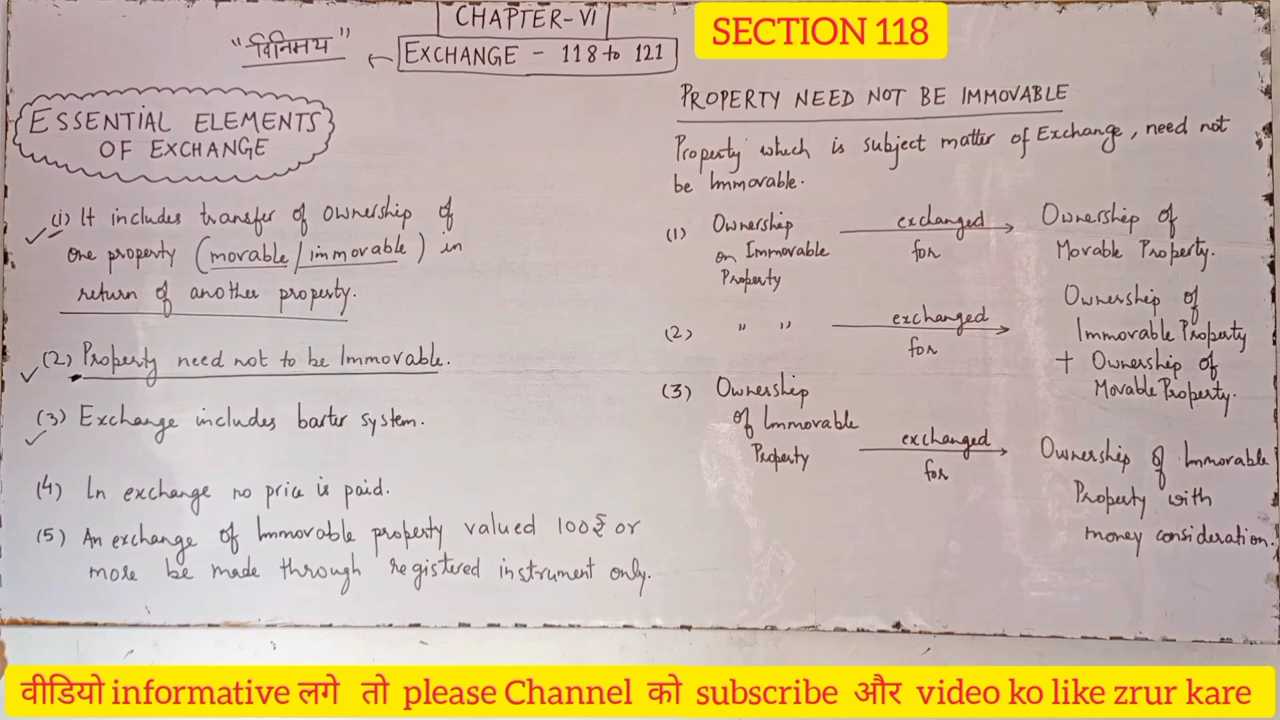 CHAPTER-VI
SECTION 118
"विनिमय"
EXCHANGE - 118 to 121
ESSENTIAL ELEMENTS
OF EXCHANGE
(1) It includes transfer of ownership of
one property (movable/immovable) in
return of another property.
(2) Property need not to be Immovable.
(3) Exchange includes barter system.
(4) In exchange no price is paid.
(5) An exchange of Immovable property valued 100₹ or
more be made through registered instrument only.
PROPERTY NEED NOT BE IMMOVABLE
Property which is subject matter of Exchange, need not
be Immovable.
(1) Ownership exchanged Ownership of
on Immovable for Movable Property.
Property
Ownership of
(2) " " exchanged Immovable Property
for + Ownership of
Movable Property.
(3) Ownership
of Immovable
Property exchanged Ownership of Immovable
for Property with
money consideration.
वीडियो informative लगे तो please Channel को subscribe और video ko like zrur kare